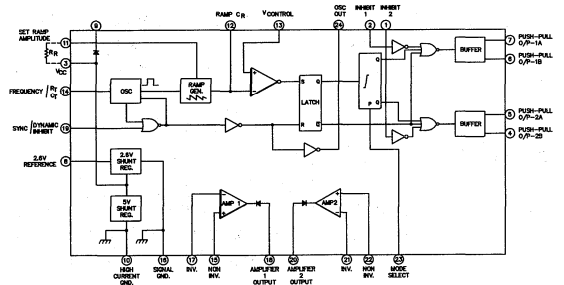 RAMP CR
VCONTROL
OSC OUT
INHIBIT 1
INHIBIT 2
9
12
13
24
2
1
SET RAMP AMPLITUDE
11
RR
3
VCC
FREQUENCY / RT CT
14
OSC
RAMP GEN.
S
Q
LATCH
R
Q
Q
P
Q
BUFFER
7
PUSH-PULL O/P-1A
6
PUSH-PULL O/P-1B
BUFFER
5
PUSH-PULL O/P-2A
4
PUSH-PULL O/P-2B
SYNC / DYNAMIC INHIBIT
19
2.6V REFERENCE
8
2.6V SHUNT REG.
5V SHUNT REG.
AMP 1
AMP2
10
16
17
15
18
20
21
22
23
HIGH CURRENT GND.
SIGNAL GND.
INV.
NON INV.
AMPLIFIER 1 OUTPUT
AMPLIFIER 2 OUTPUT
INV.
NON INV.
MODE SELECT